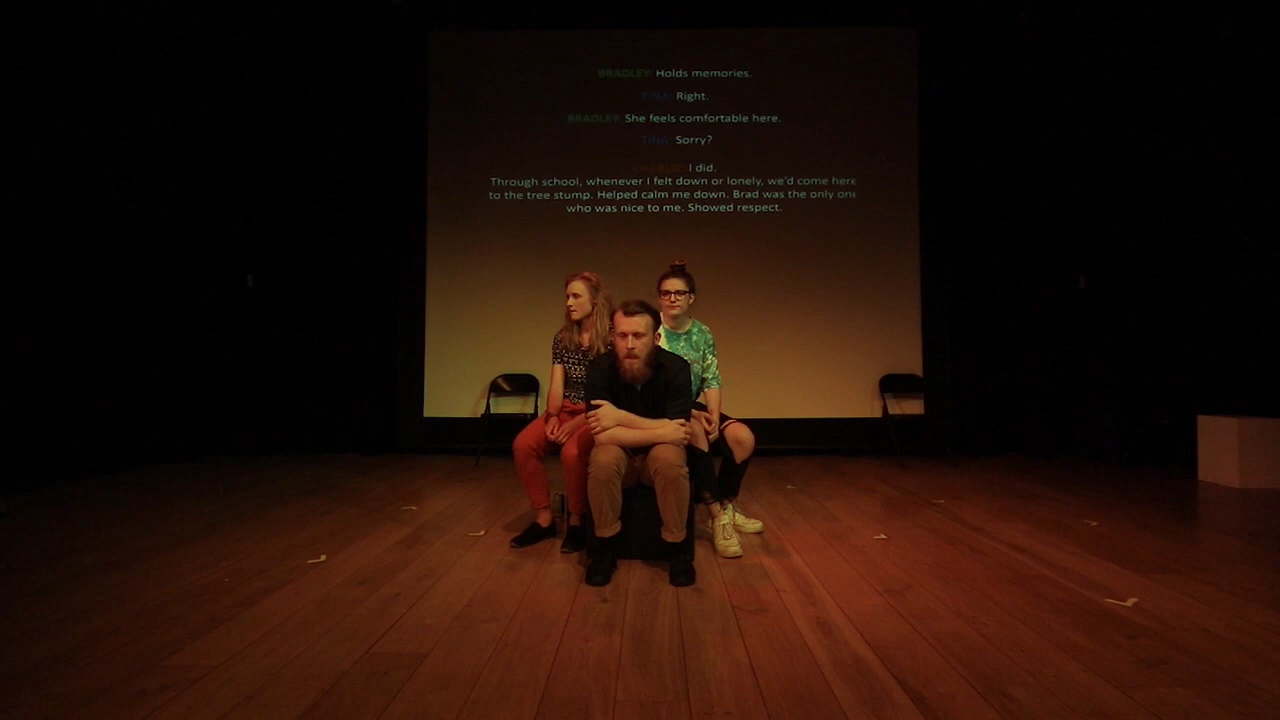 BRADLEY: Holds memories.
TINA: Right.
BRADLEY: She feels comfortable here.
TINA: Sorry?
I did.
Through school, whenever I felt down or lonely, we'd come here
to the tree stump. Helped calm me down. Brad was the only one
who was nice to me. Showed respect.